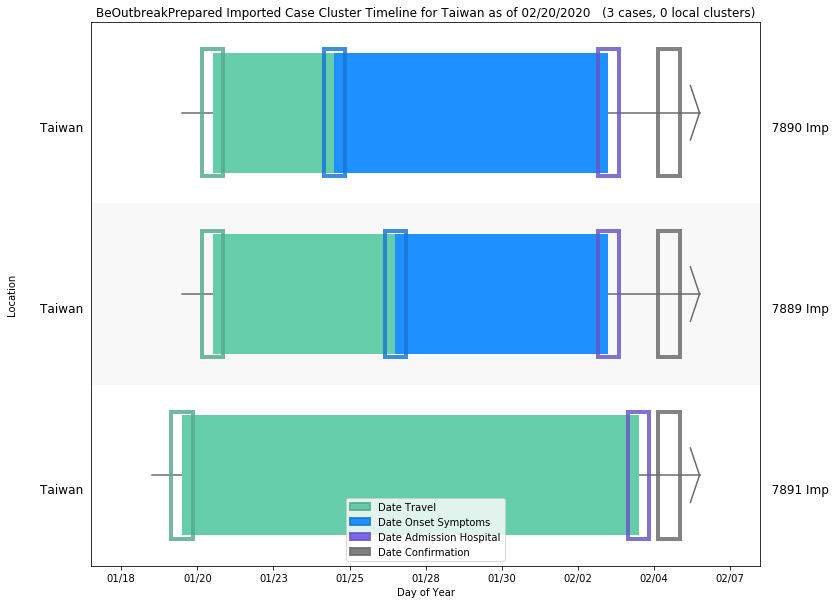 BeOutbreakPrepared Imported Case Cluster Timeline for Taiwan as of 02/20/2020   (3 cases, 0 local clusters)
Taiwan
7890 Imp
Taiwan
7889 Imp
Location
Taiwan
7891 Imp
Date Travel
Date Onset Symptoms
Date Admission Hospital
Date Confirmation
01/18 01/20 01/23 01/25 01/28 01/30 02/02 02/04 02/07
Day of Year